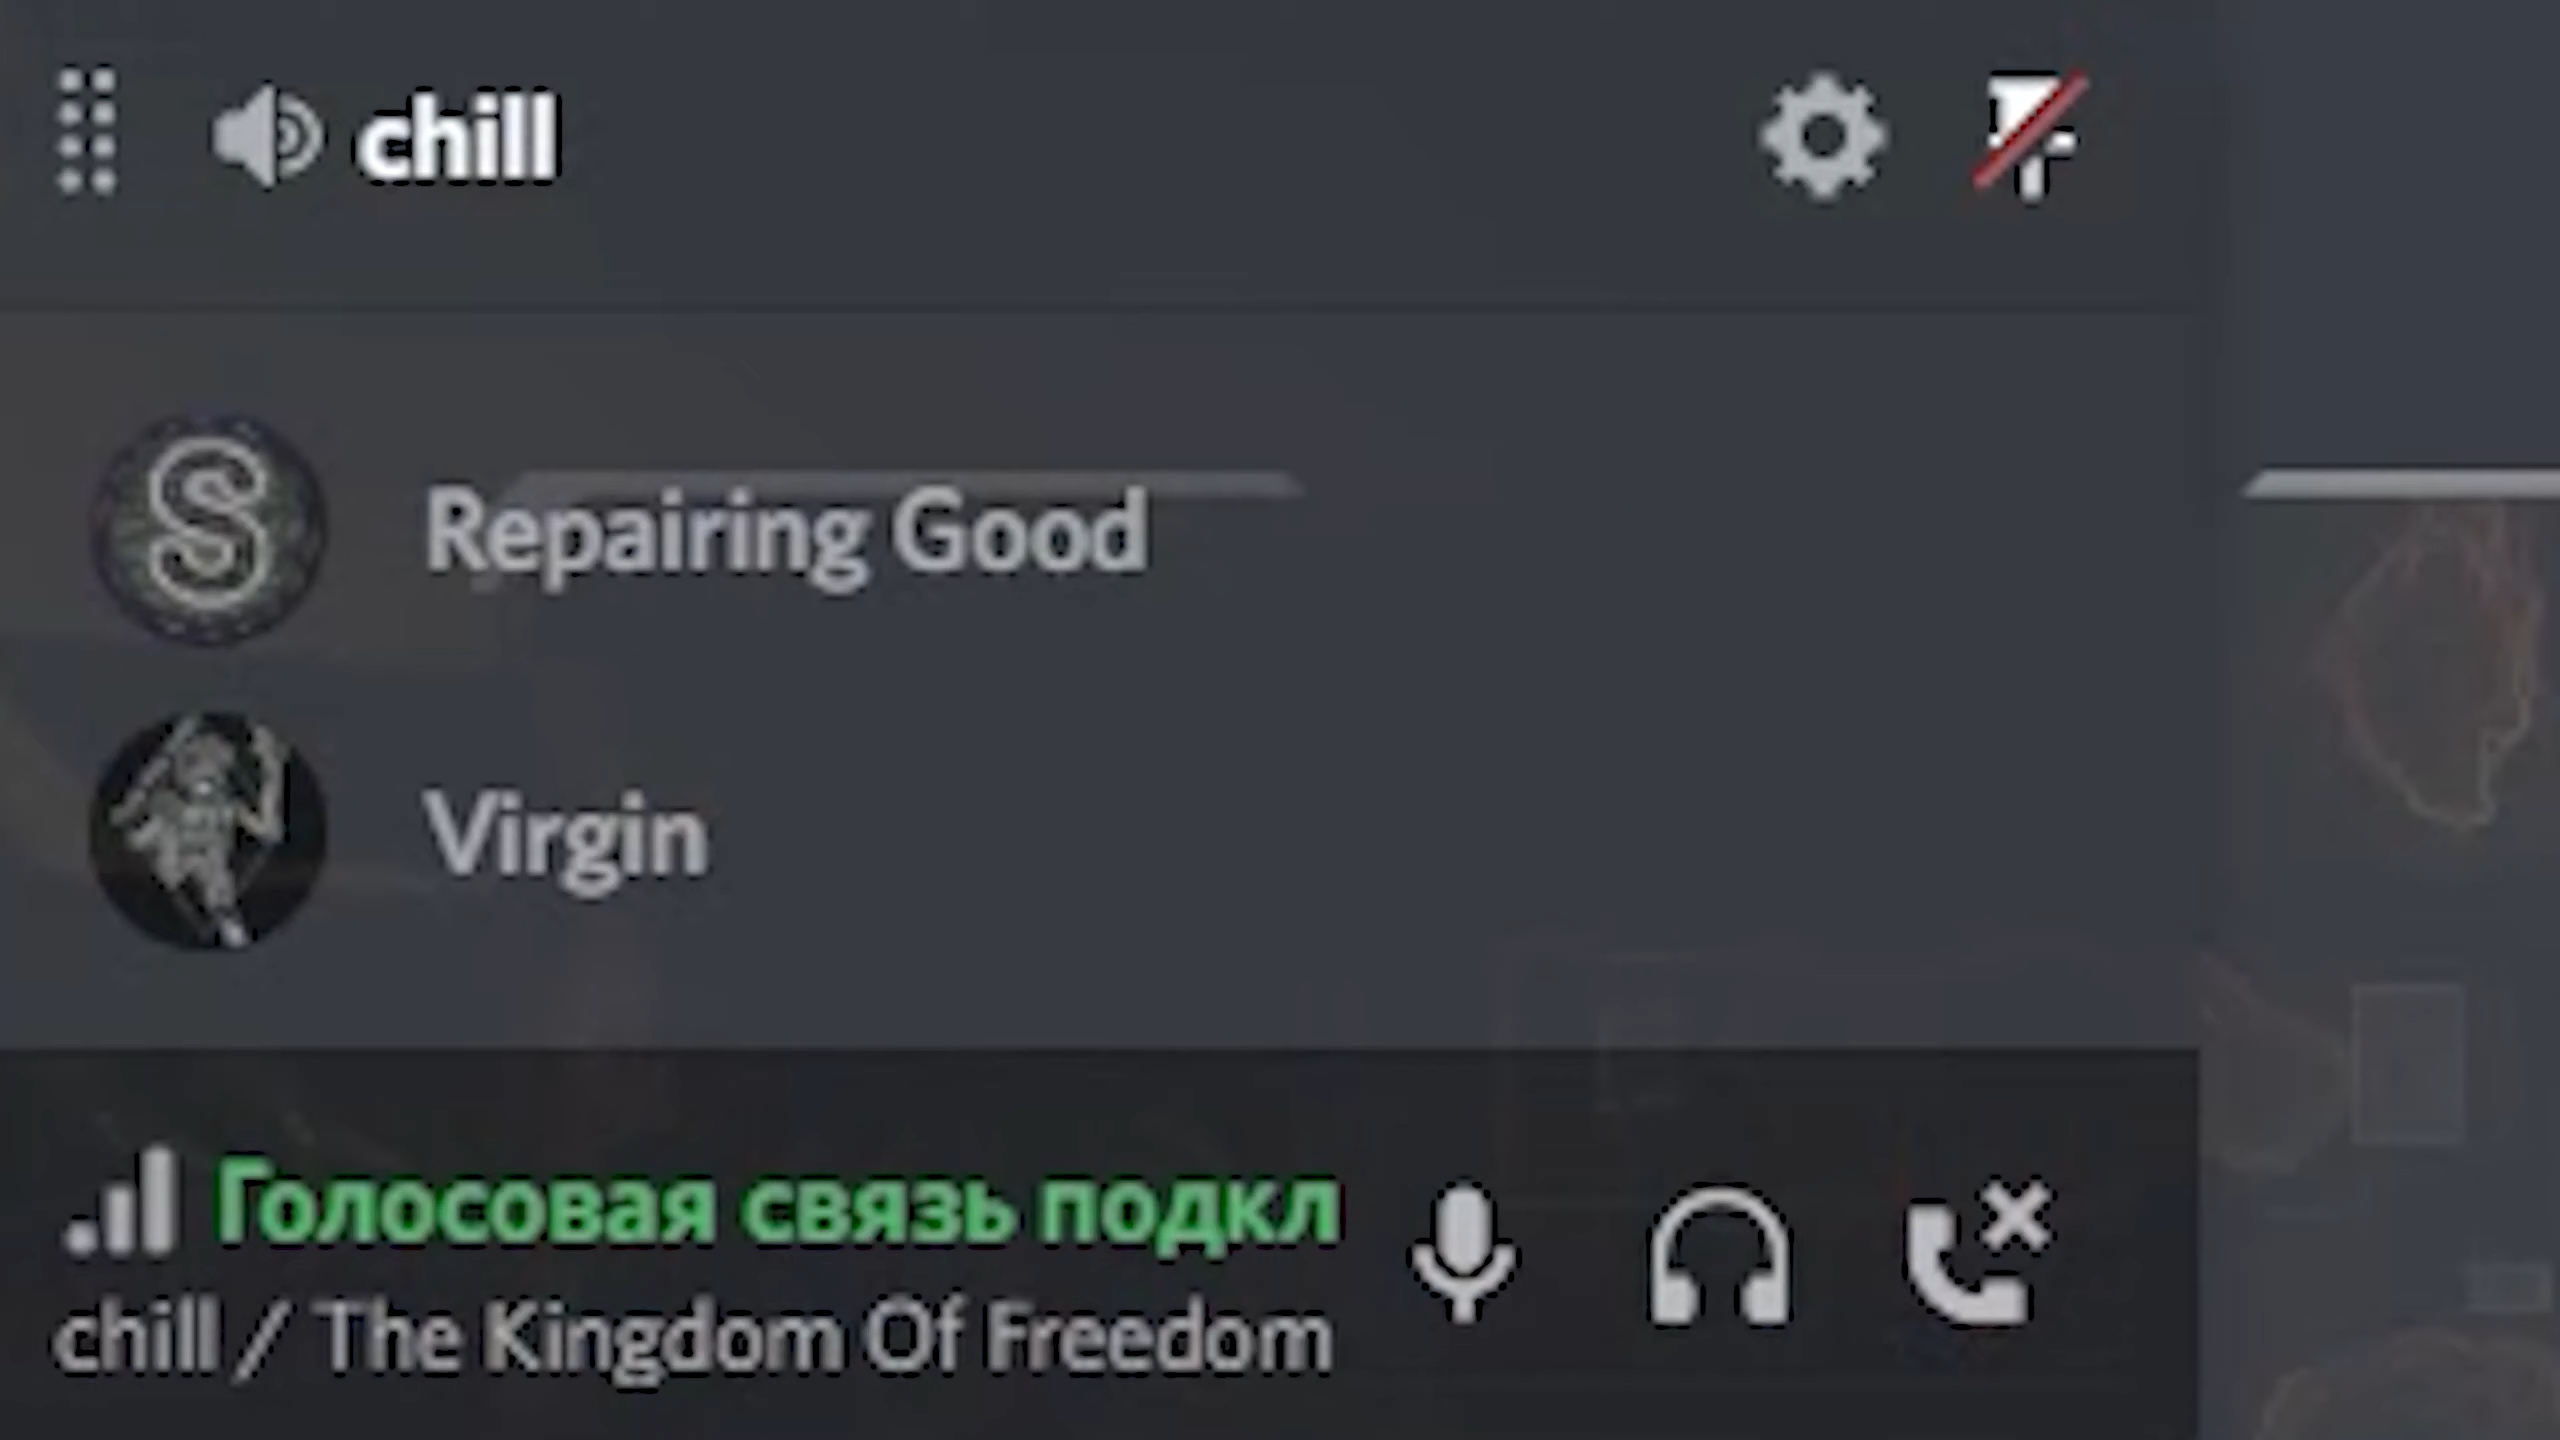 chill
S
Repairing Good
Virgin
Голосовая связь подкл
chill / The Kingdom Of Freedom